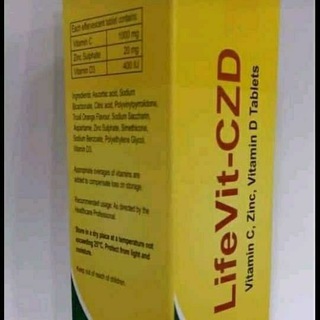 Each effervescent tablet contains:
Vitamin C 1000 mg
Zinc Sulphate 20 mg
Vitamin D3 400 IU
Ingredients: Ascorbic acid, Sodium
Bicarbonate, Citric acid, Polyvinylpyrrolidone,
Trusil Orange Flavour, Sodium Saccharin,
Aspartame, Zinc Sulphate, Simethicone,
Sodium Benzoate, Polyethylene Glycol,
Vitamin D3.
Appropriate overages of vitamins are
added to compensate loss on storage.
Recommended usage: As directed by the
Healthcare Professional.
Store in a dry place at a temperature not
exceeding 25°C. Protect from light and
moisture.
Keep out of reach of children.
LifeVit-CZD
Vitamin C, Zinc, Vitamin D Tablets